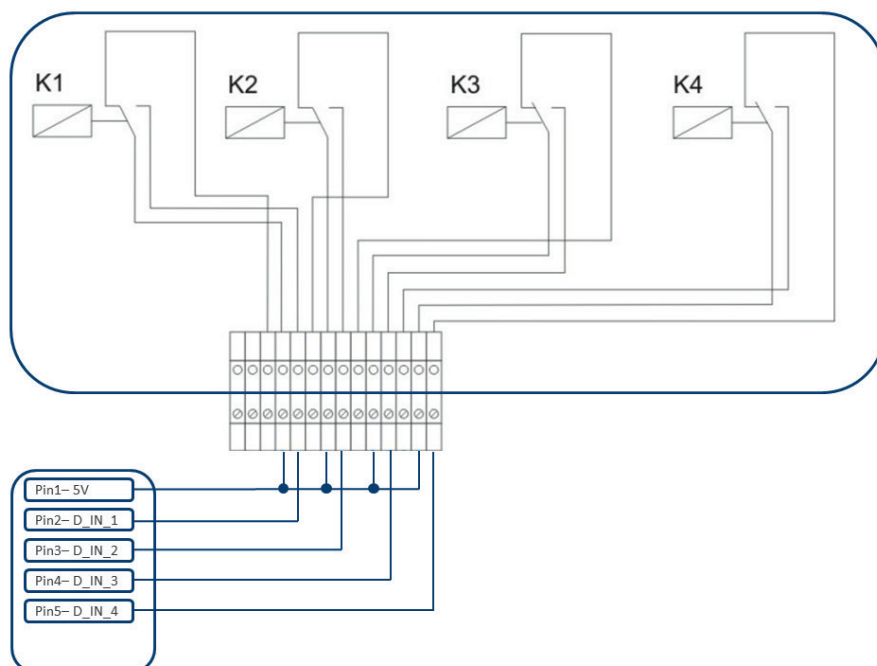 K1
K2
K3
K4
Pin1– 5V
Pin2– D_IN_1
Pin3– D_IN_2
Pin4– D_IN_3
Pin5– D_IN_4